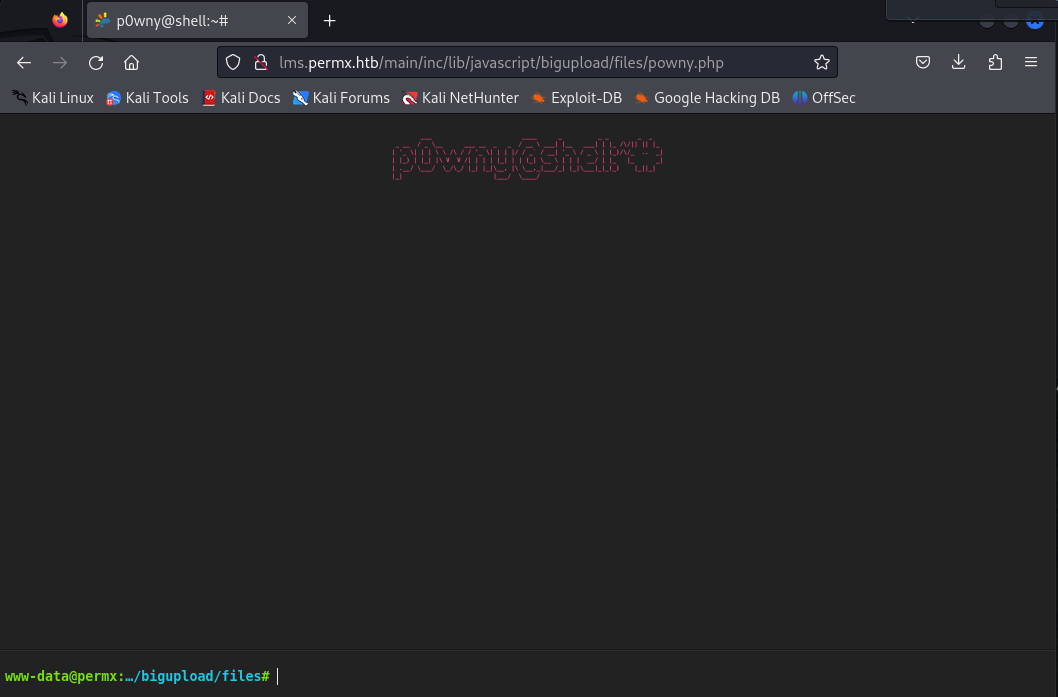 p0wny@shell:~#
lms.permx.htb/main/inc/lib/javascript/bigupload/files/powny.php
Kali Linux Kali Tools Kali Docs Kali Forums Kali NetHunter Exploit-DB Google Hacking DB OffSec
p0wny@shell:~#
www-data@permx:…/bigupload/files#